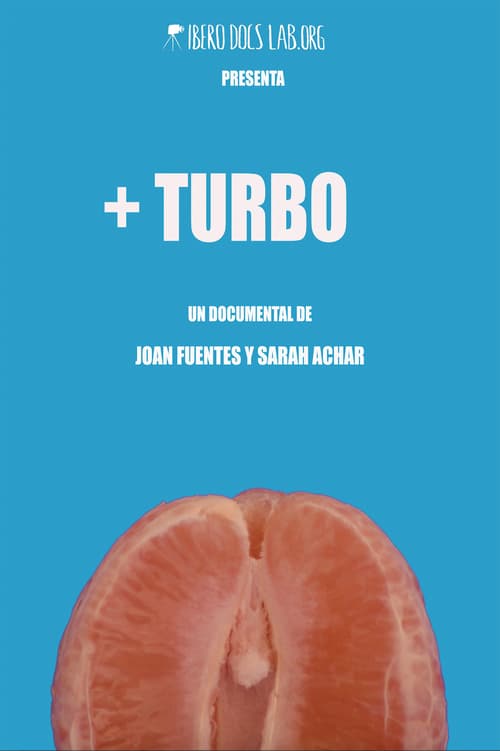 IBERO DOCS LAB.ORG
PRESENTA
+ TURBO
UN DOCUMENTAL DE
JOAN FUENTES Y SARAH ACHAR